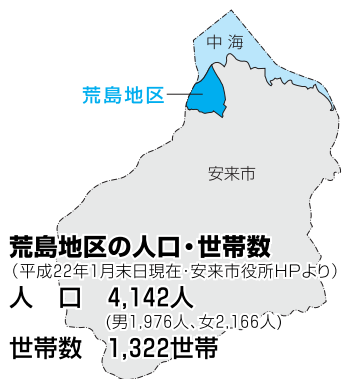 中海
荒島地区
安来市
荒島地区の人口・世帯数
（平成22年1月末日現在・安来市役所HPより）
人　口　4,142人
(男1,976人、女2,166人)
世帯数　1,322世帯